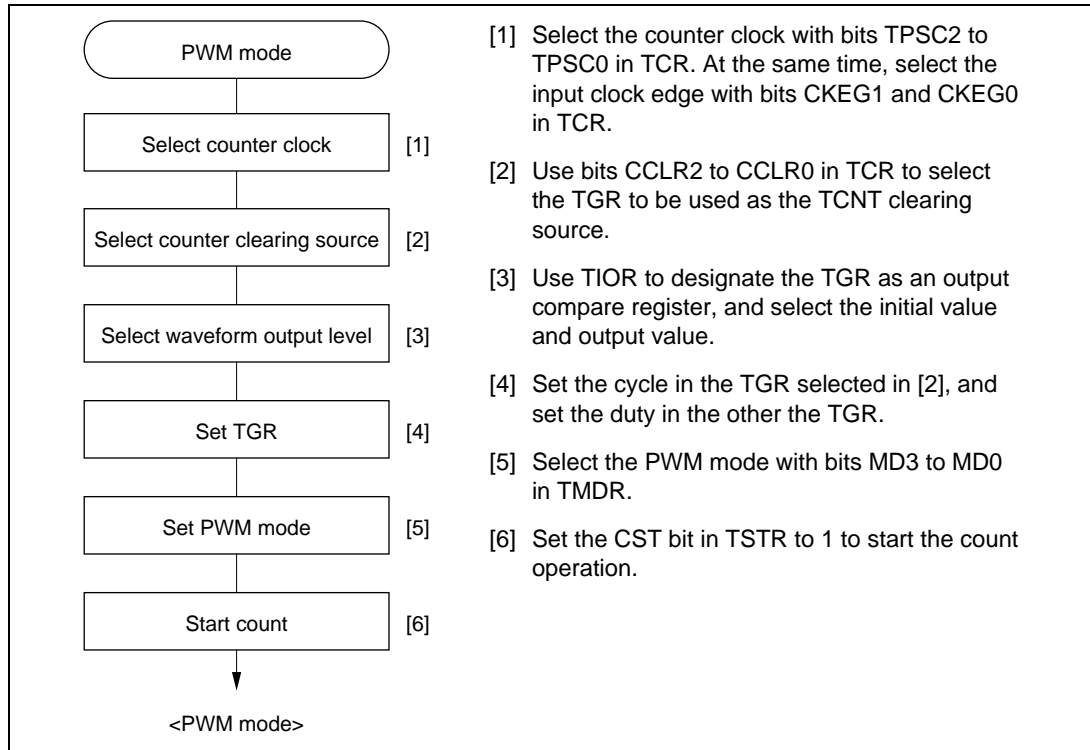 PWM mode
Select counter clock [1]
Select counter clearing source [2]
Select waveform output level [3]
Set TGR [4]
Set PWM mode [5]
Start count [6]
<PWM mode>
[1] Select the counter clock with bits TPSC2 to
TPSC0 in TCR. At the same time, select the
input clock edge with bits CKEG1 and CKEG0
in TCR.
[2] Use bits CCLR2 to CCLR0 in TCR to select
the TGR to be used as the TCNT clearing
source.
[3] Use TIOR to designate the TGR as an output
compare register, and select the initial value
and output value.
[4] Set the cycle in the TGR selected in [2], and
set the duty in the other the TGR.
[5] Select the PWM mode with bits MD3 to MD0
in TMDR.
[6] Set the CST bit in TSTR to 1 to start the count
operation.